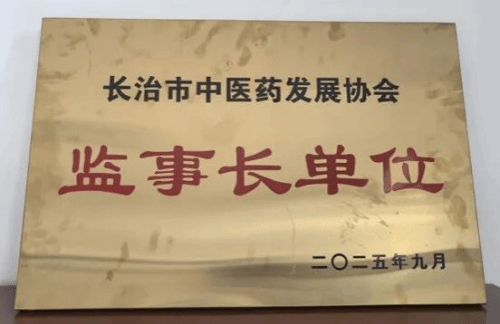 长治市中医药发展协会
监事长单位
二〇二五年九月